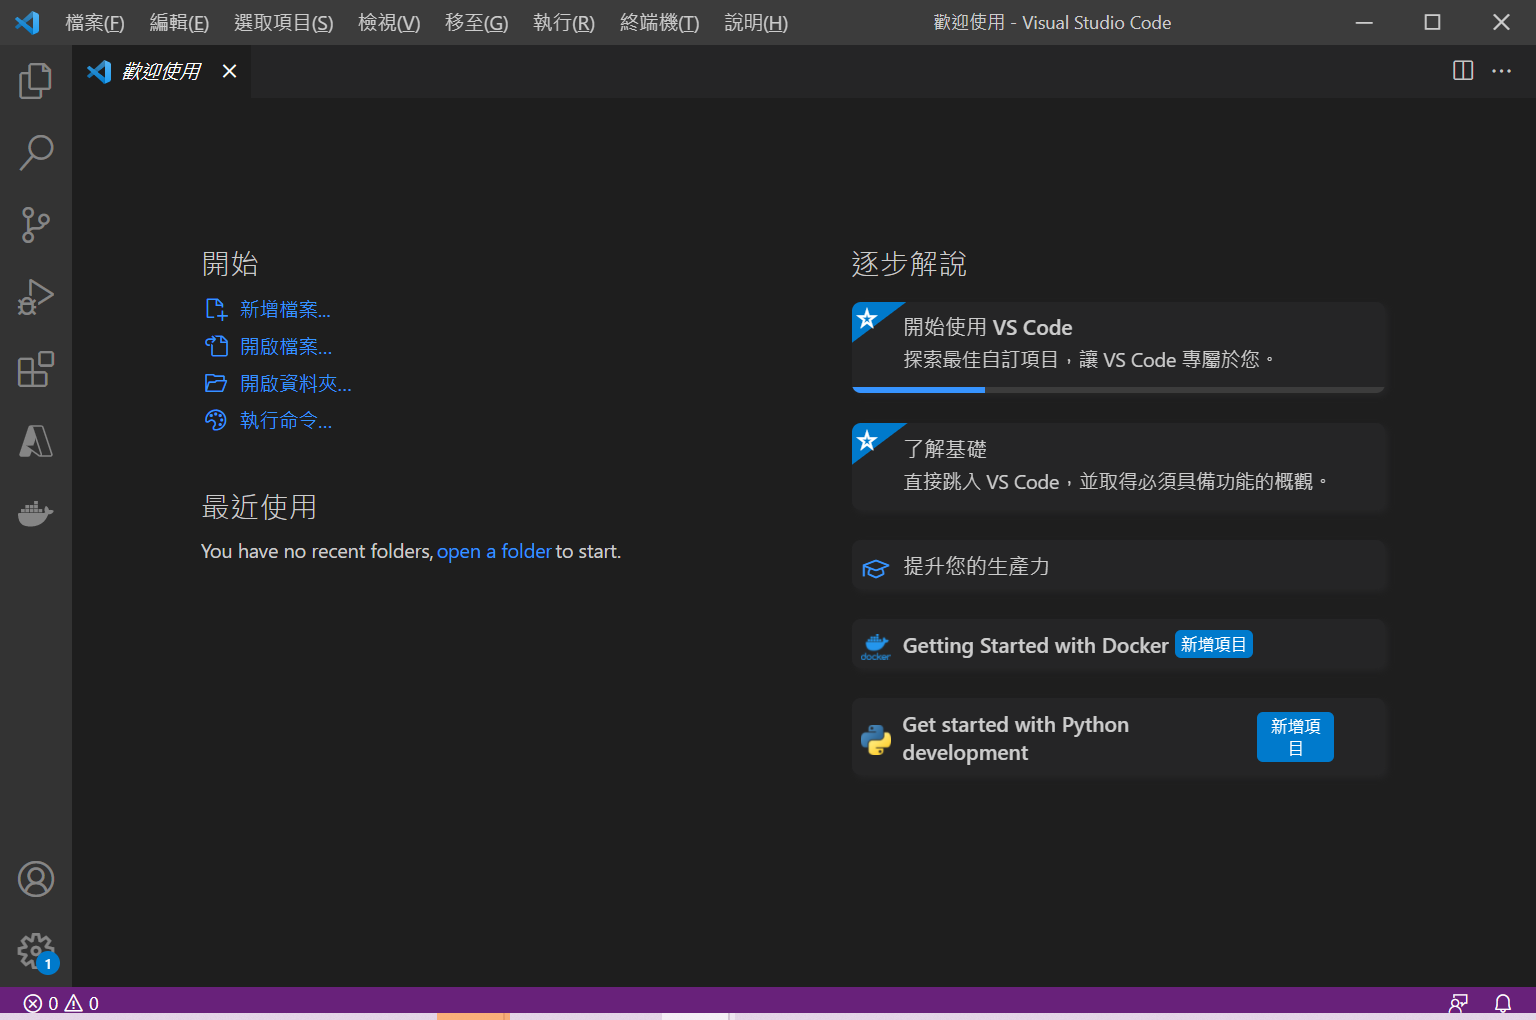 檔案(F) 編輯(E) 選取項目(S) 檢視(V) 移至(G) 執行(R) 終端機(T) 說明(H) 歡迎使用 - Visual Studio Code
歡迎使用
開始
新增檔案...
開啟檔案...
開啟資料夾...
執行命令...
最近使用
You have no recent folders, open a folder to start.
逐步解說
開始使用 VS Code
探索最佳自訂項目，讓 VS Code 專屬於您。
了解基礎
直接跳入 VS Code，並取得必須具備功能的概觀。
提升您的生產力
docker
Getting Started with Docker 新增項目
Get started with Python
development
新增項
目
1
0 0